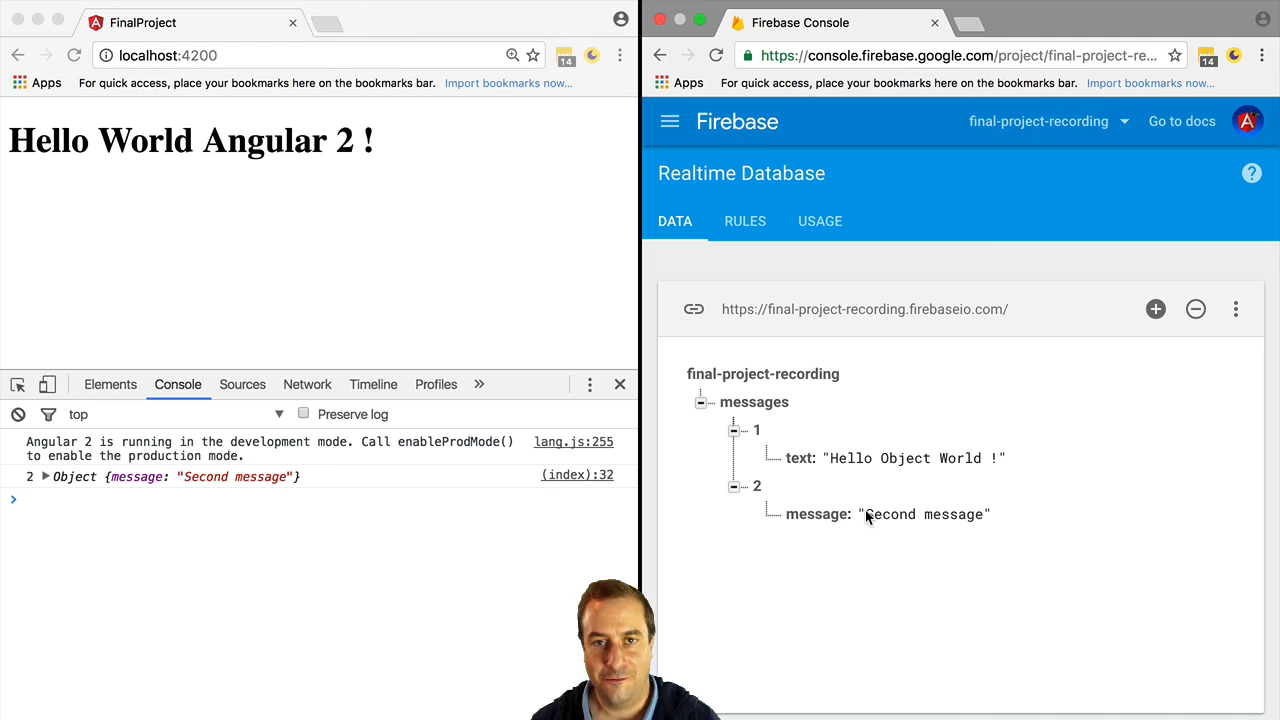 FinalProject
localhost:4200
14
Apps
For quick access, place your bookmarks here on the bookmarks bar. Import bookmarks now...
Hello World Angular 2 !
Elements Console Sources Network Timeline Profiles »
top
Preserve log
Angular 2 is running in the development mode. Call enableProdMode() lang.js:255
to enable the production mode.
2 Object {message: "Second message"} (index):32
Firebase Console
https://console.firebase.google.com/project/final-project-re...
14
Apps
For quick access, place your bookmarks here on the bookmarks bar. Import bookmarks now...
Firebase
final-project-recording
Go to docs
Realtime Database
DATA RULES USAGE
https://final-project-recording.firebaseio.com/
final-project-recording
messages
1
text: "Hello Object World !"
2
message: "Second message"